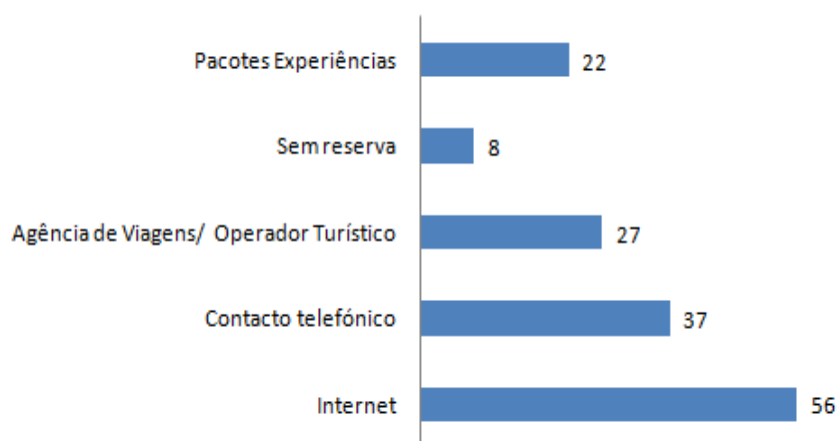 Pacotes Experiências 22
Sem reserva 8
Agência de Viagens/ Operador Turístico 27
Contacto telefónico 37
Internet 56